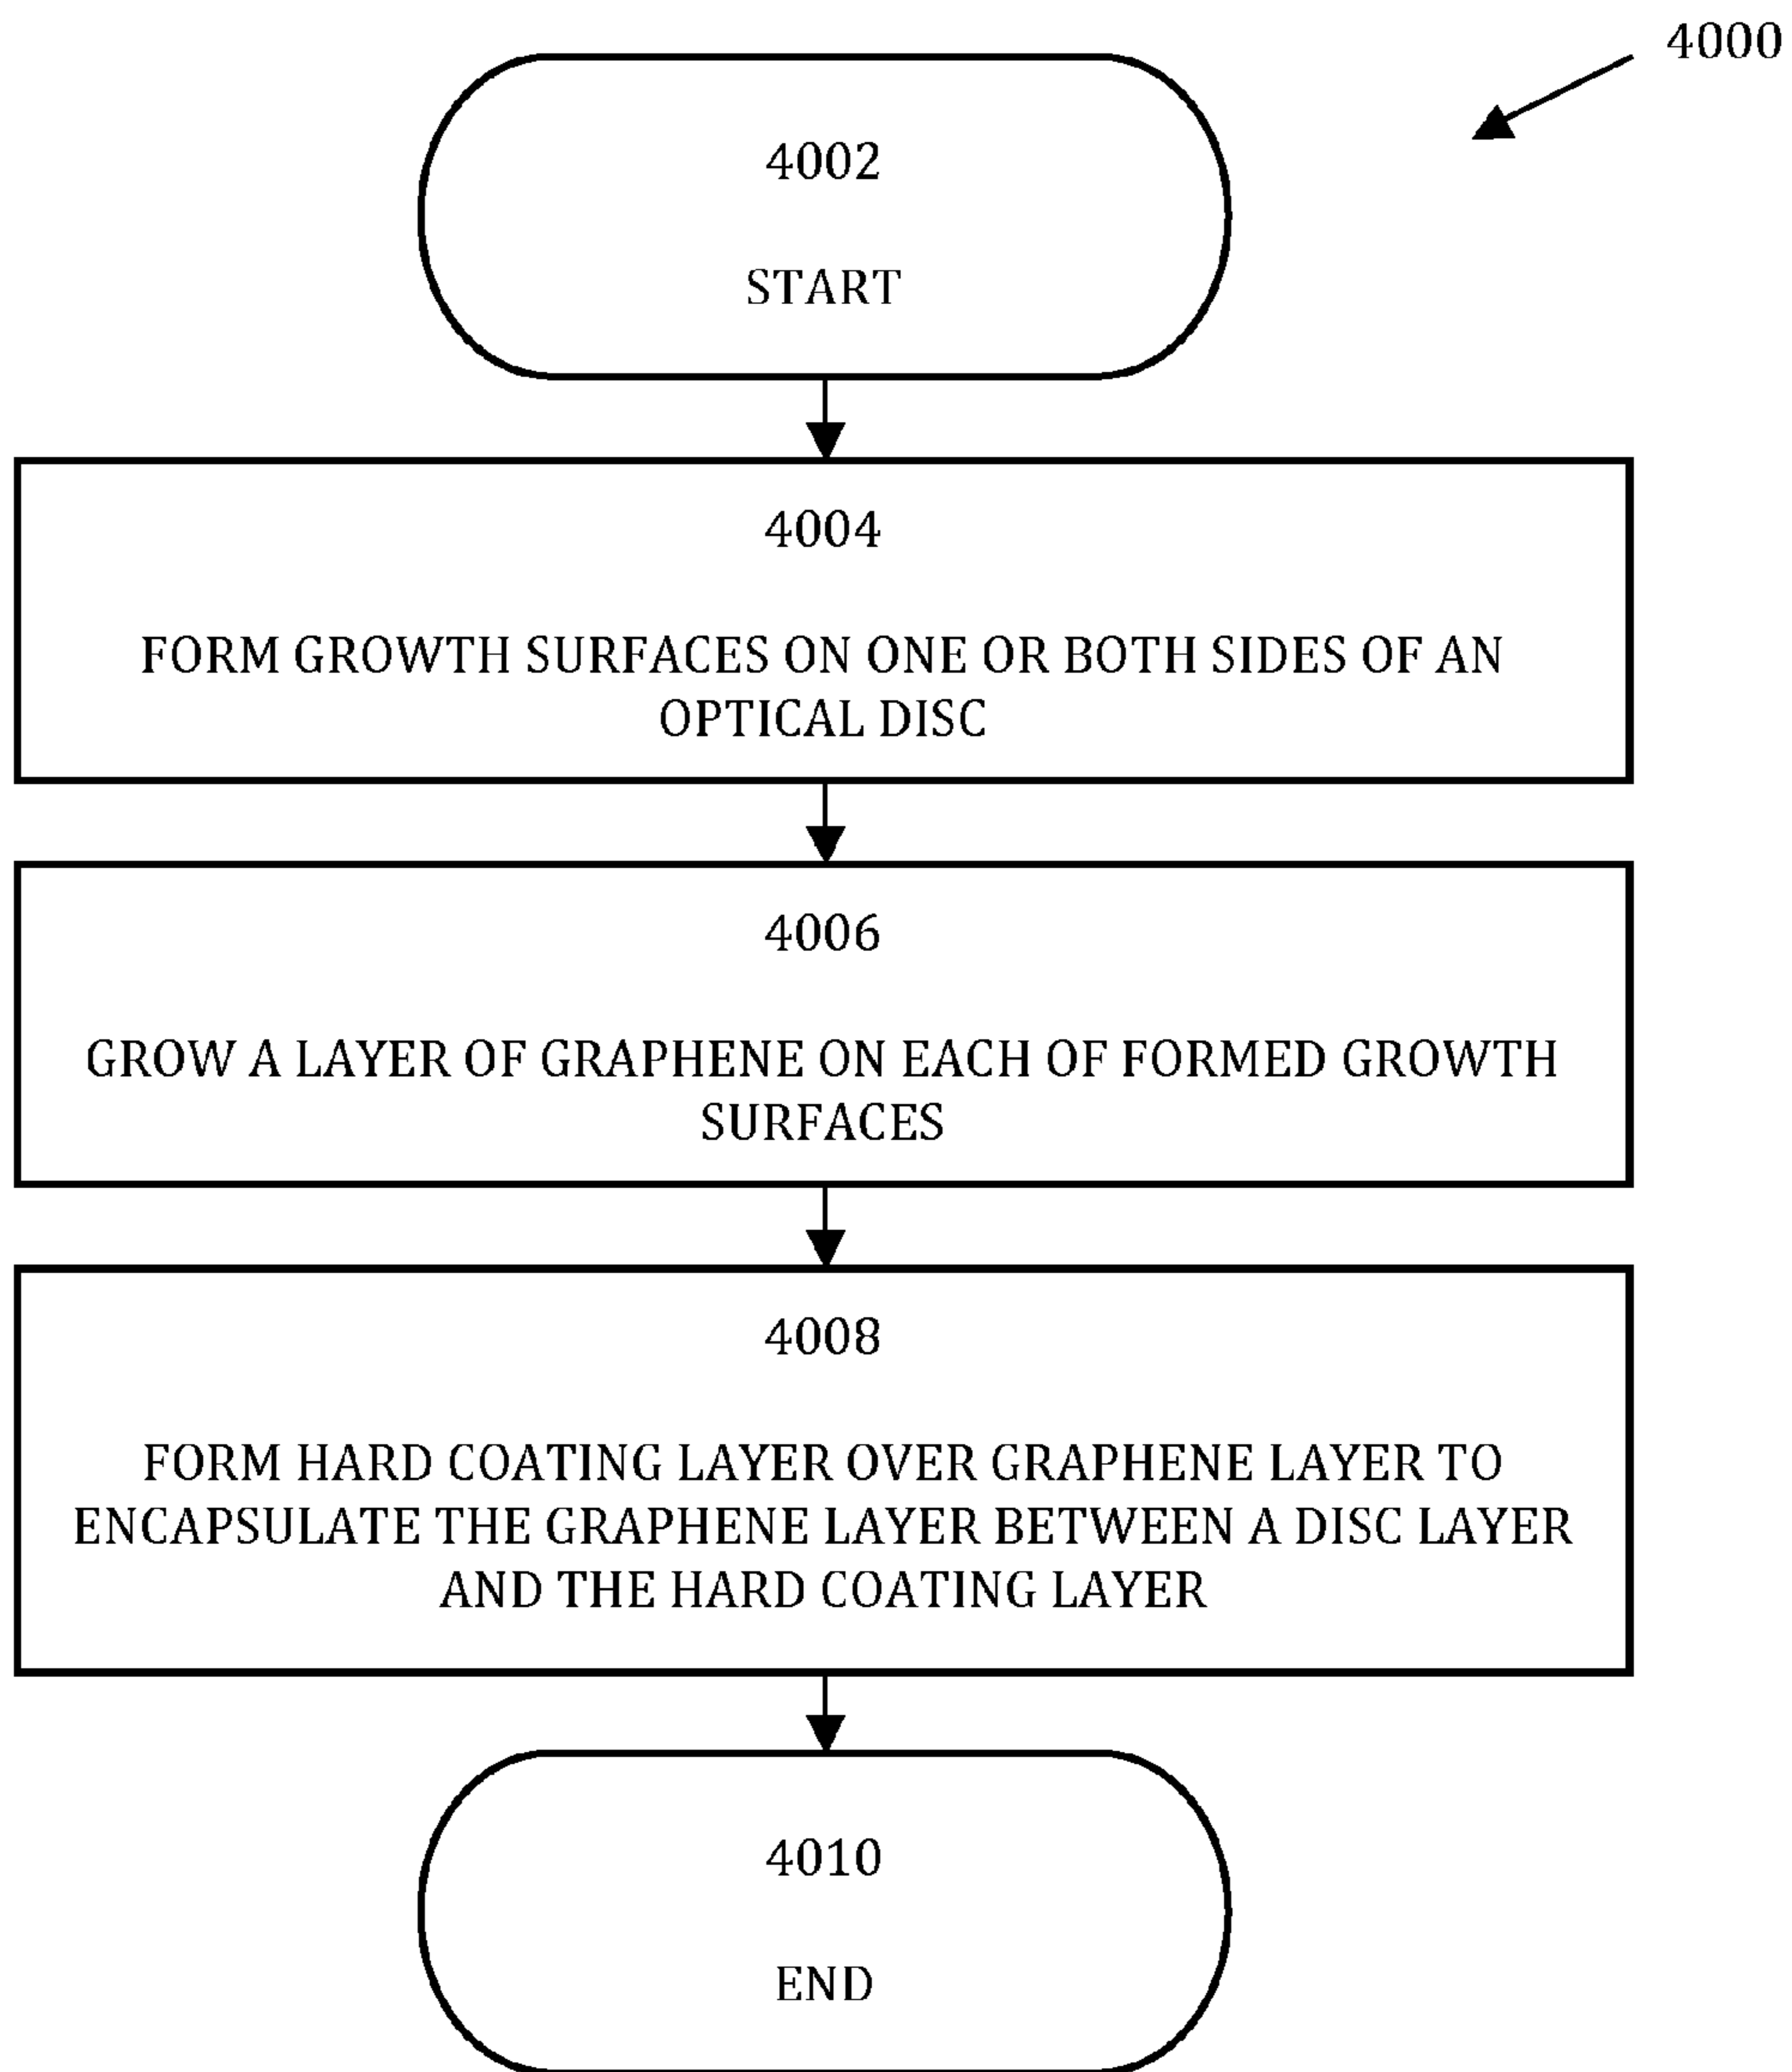 4000
4002
START
4004
FORM GROWTH SURFACES ON ONE OR BOTH SIDES OF AN
OPTICAL DISC
4006
GROW A LAYER OF GRAPHENE ON EACH OF FORMED GROWTH
SURFACES
4008
FORM HARD COATING LAYER OVER GRAPHENE LAYER TO
ENCAPSULATE THE GRAPHENE LAYER BETWEEN A DISC LAYER
AND THE HARD COATING LAYER
4010
END